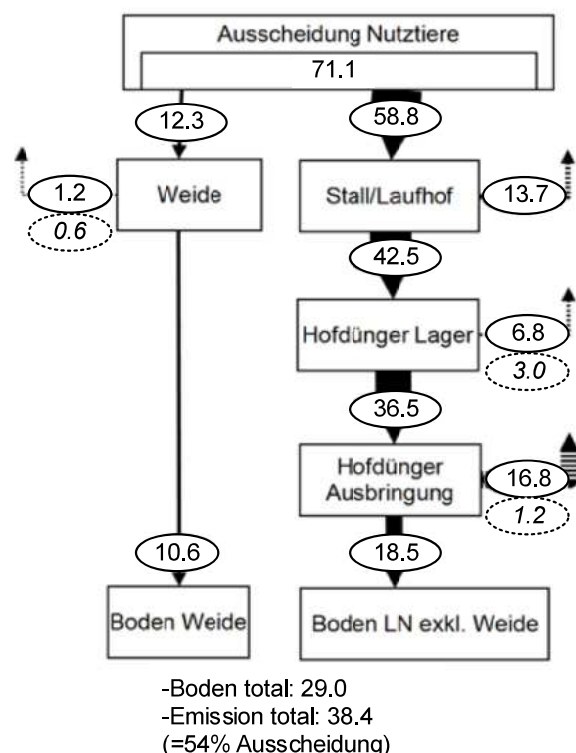 Ausscheidung Nutztiere
71.1
12.3
58.8
1.2
Weide
Stall/Laufhof
13.7
0.6
42.5
Hofdünger Lager
6.8
3.0
36.5
Hofdünger
Ausbringung
16.8
1.2
10.6
18.5
Boden Weide
Boden LN exkl. Weide
-Boden total: 29.0
-Emission total: 38.4
(=54% Ausscheidung)